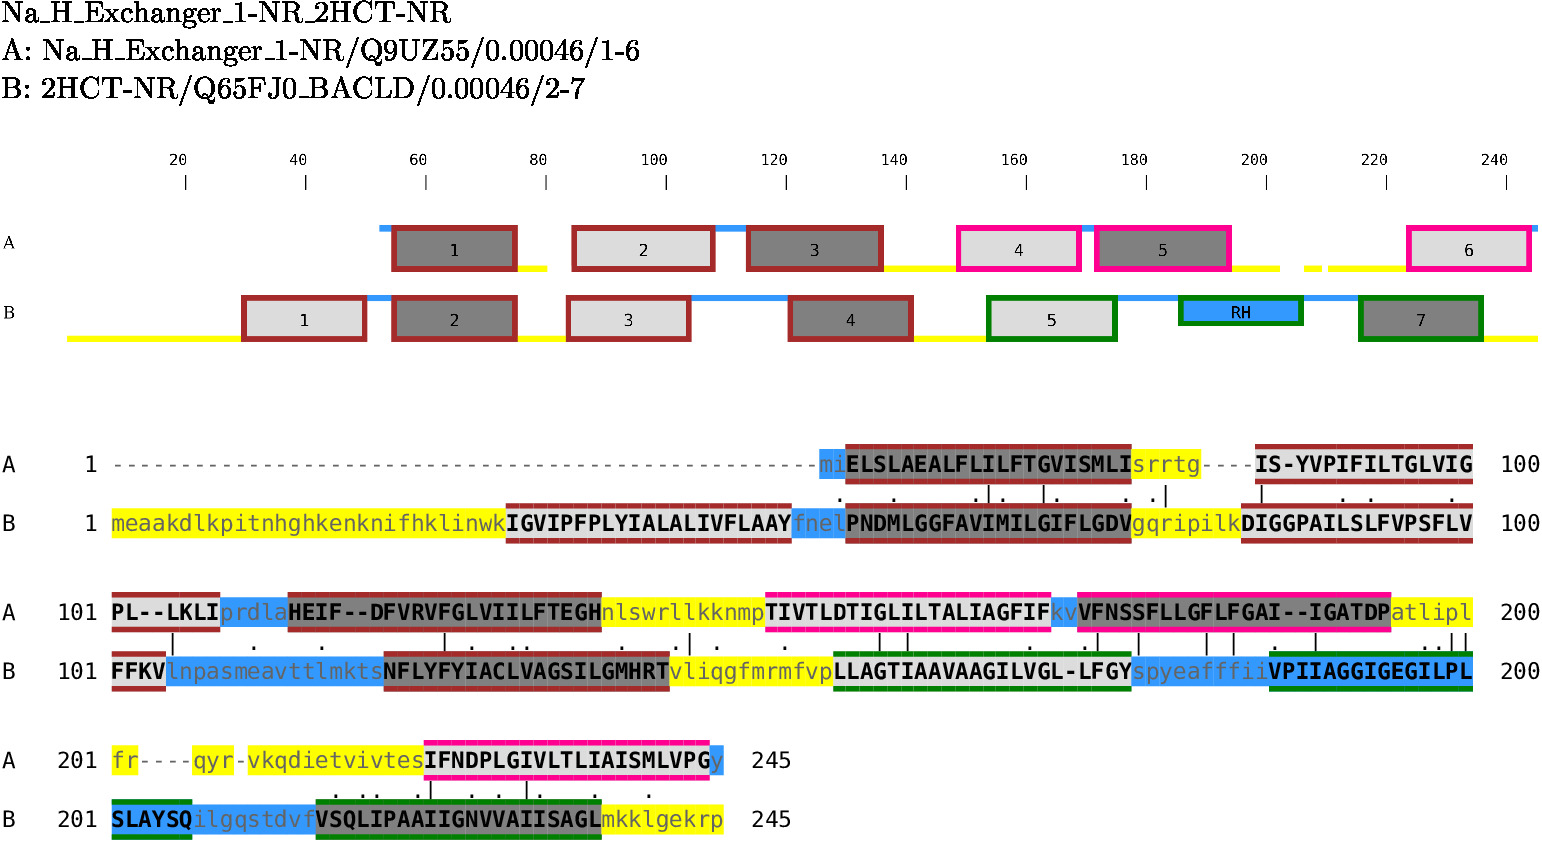 Na_H_Exchanger_1-NR_2HCT-NR
A: Na_H_Exchanger_1-NR/Q9UZ55/0.00046/1-6
B: 2HCT-NR/Q65FJ0_BACLD/0.00046/2-7
20 40 60 80 100 120 140 160 180 200 220 240
A 1 2 3 4 5 6
B 1 2 3 4 5 RH 7
A 1 ----------------------------------------------------miELSLAEALFLILFTGVISMLIsrrtg----IS-YVPIFILTGLVIG 100
B 1 meaakdlkpitnhghkenknifhklinwkIGVIPFPLYIALALIVFLAAYfnelPNDMLGGFAVIMILGIFLGDVgqripilkDIGGPAILSLFVPSFLV 100
A 101 PL--LKLIprdlaHEIF--DFVRVFGLVIILFTEGHnlswrllkknmpTIVTLDTIGLILTALIAGFIFkvVFNSSFLLGFLFGAI--IGATDPatlipl 200
B 101 FFKVlnpasmeavttlmktsNFLYFYIACLVAGSILGMHRTvliqgfmrmfvpLLAGTIAAVAAGILVGL-LFGYspyeafffiiVPIIAGGIGEGILPL 200
A 201 fr----qyr-vkqdietvivtesIFNDPLGIVLTLIAISMLVPGy 245
B 201 SLAYSQilgqstdvfVSQLIPAAIIGNVVAIISAGLmkklgekrp 245